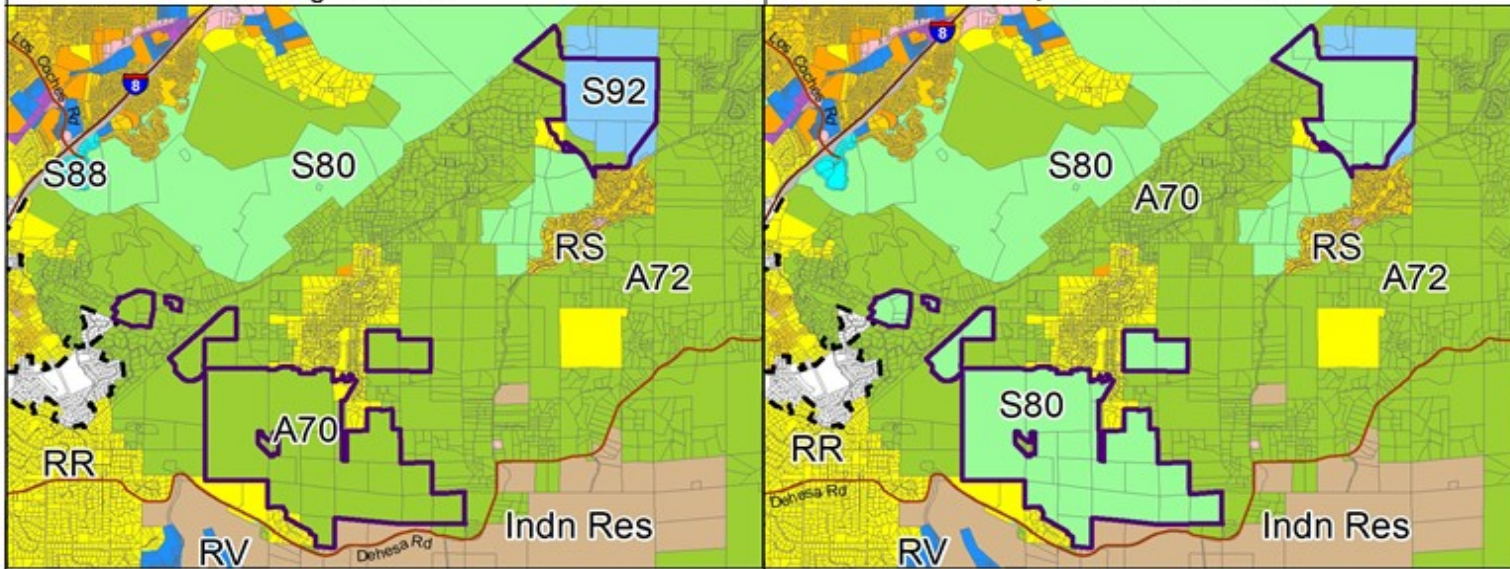 Los
Coches Rd
8
S92
S88
S80
RS
A72
A70
RR
Indn Res
RV
Dehesa Rd
Los
Coches Rd
8
S80
A70
RS
A72
S80
RR
Dehesa Rd
Indn Res
RV